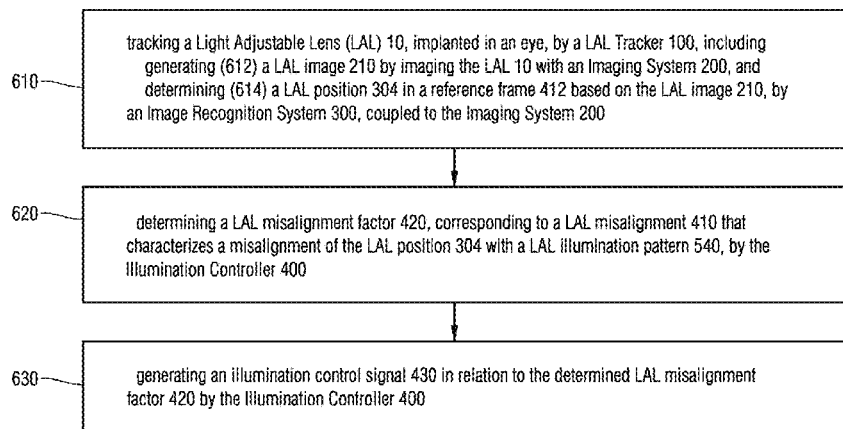 610
tracking a Light Adjustable Lens (LAL) 10, implanted in an eye, by a LAL Tracker 100, including
generating (612) a LAL image 210 by imaging the LAL 10 with an Imaging System 200, and
determining (614) a LAL position 304 in a reference frame 412 based on the LAL image 210, by
an Image Recognition System 300, coupled to the Imaging System 200
620
determining a LAL misalignment factor 420, corresponding to a LAL misalignment 410 that
characterizes a misalignment of the LAL position 304 with a LAL illumination pattern 540, by the
Illumination Controller 400
630
generating an illumination control signal 430 in relation to the determined LAL misalignment
factor 420 by the Illumination Controller 400